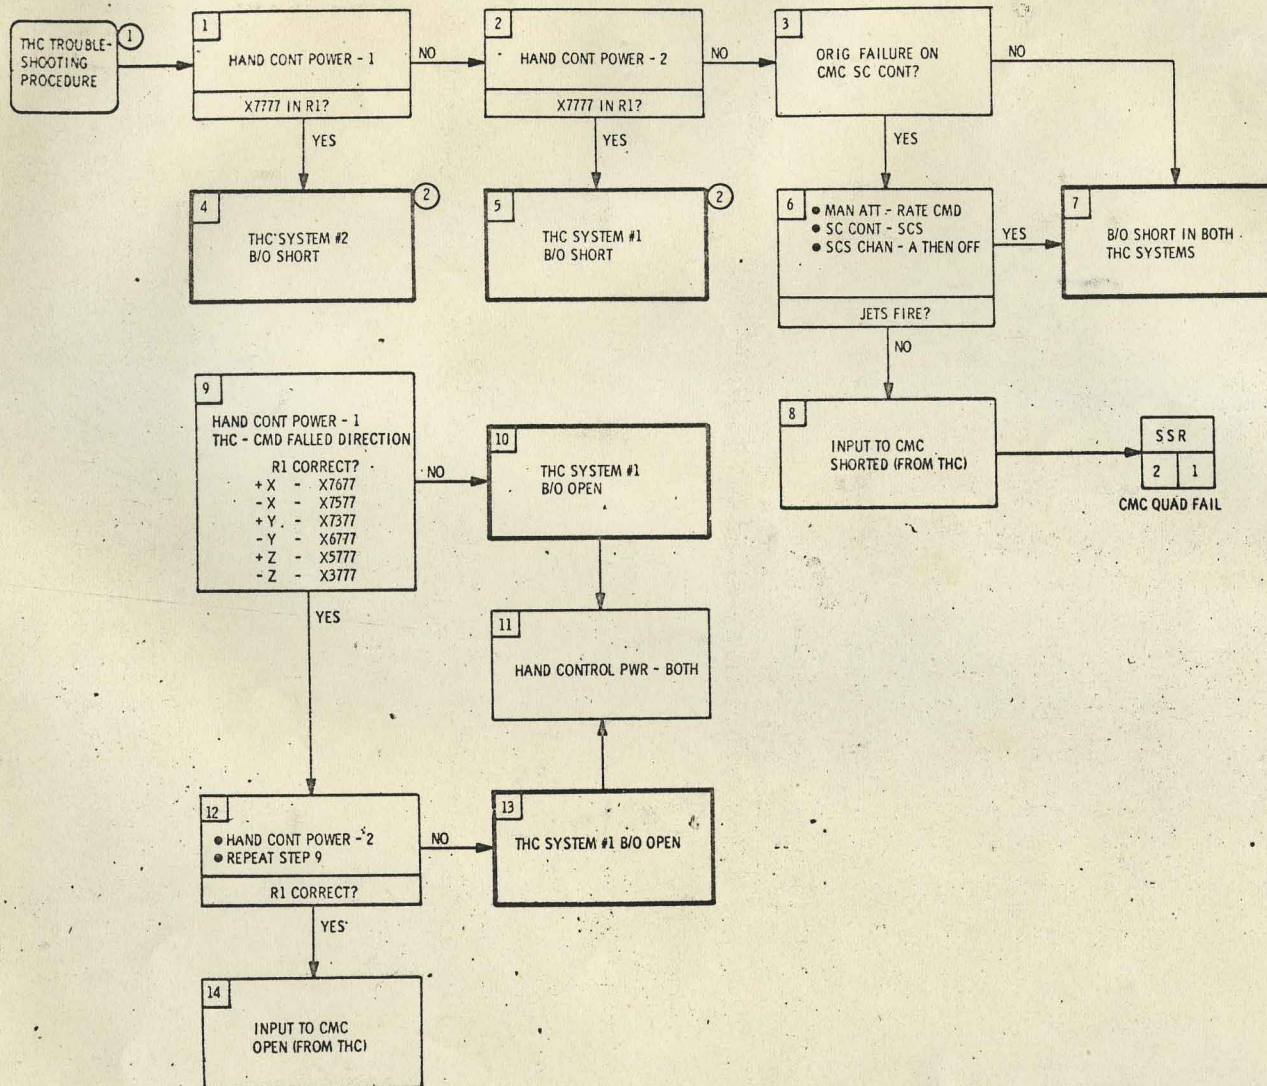 THC TROUBLE-
SHOOTING
PROCEDURE
1
1
HAND CONT POWER - 1
X7777 IN R1?
NO
YES
2
HAND CONT POWER - 2
X7777 IN R1?
NO
YES
3
ORIG FAILURE ON
CMC SC CONT?
NO
YES
4
2
THC SYSTEM #2
B/O SHORT
5
2
THC SYSTEM #1
B/O SHORT
6
• MAN ATT - RATE CMD
• SC CONT - SCS
• SCS CHAN - A THEN OFF
JETS FIRE?
YES
NO
7
B/O SHORT IN BOTH
THC SYSTEMS
8
INPUT TO CMC
SHORTED (FROM THC)
SSR
2 1
CMC QUAD FAIL
9
HAND CONT POWER - 1
THC - CMD FALLED DIRECTION
R1 CORRECT?
+X - X7677
-X - X7577
+Y - X7377
-Y - X6777
+Z - X5777
-Z - X3777
NO
YES
10
THC SYSTEM #1
B/O OPEN
11
HAND CONTROL PWR - BOTH
12
• HAND CONT POWER - 2
• REPEAT STEP 9
R1 CORRECT?
NO
YES
13
THC SYSTEM #1 B/O OPEN
14
INPUT TO CMC
OPEN (FROM THC)